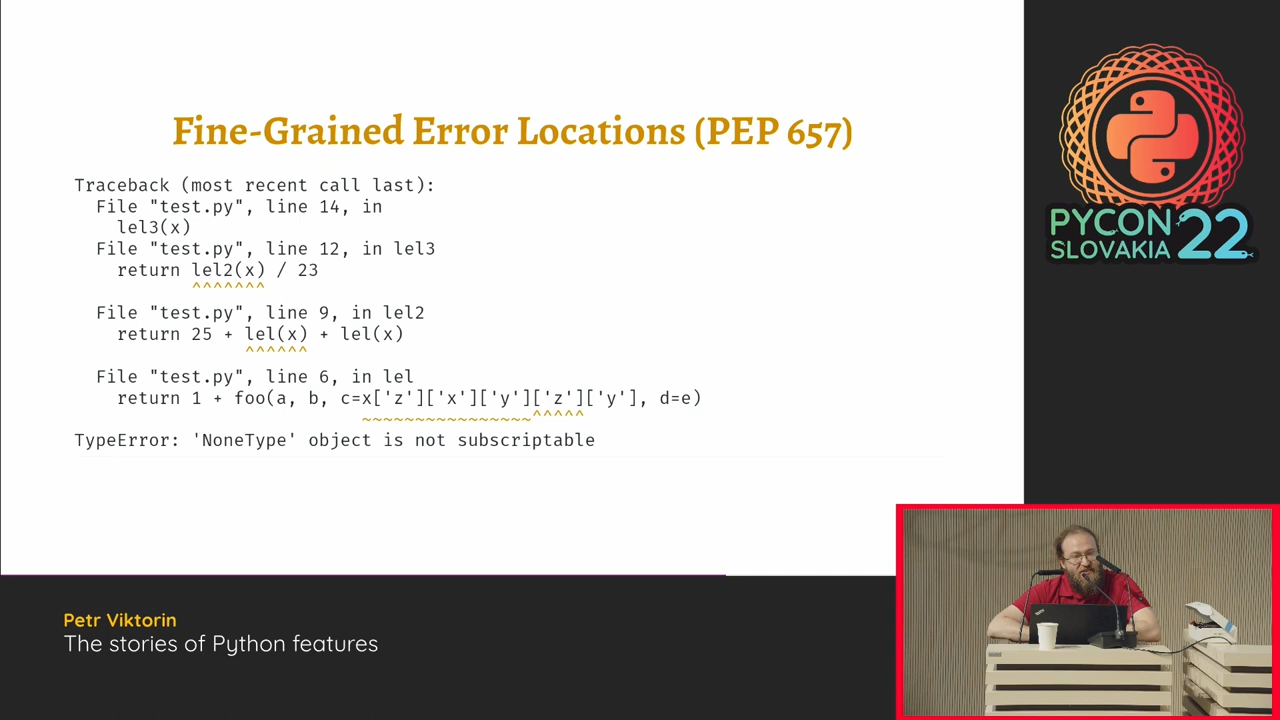 Fine-Grained Error Locations (PEP 657)
Traceback (most recent call last):
  File "test.py", line 14, in
    lel3(x)
  File "test.py", line 12, in lel3
    return lel2(x) / 23
           ^^^^^^^
  File "test.py", line 9, in lel2
    return 25 + lel(x) + lel(x)
                ^^^^^^
  File "test.py", line 6, in lel
    return 1 + foo(a, b, c=x['z']['x']['y']['z']['y'], d=e)
                           ~~~~~~~~~~~~~~~~^^^^^
TypeError: 'NoneType' object is not subscriptable
PYCON
SLOVAKIA 22
Petr Viktorin
The stories of Python features